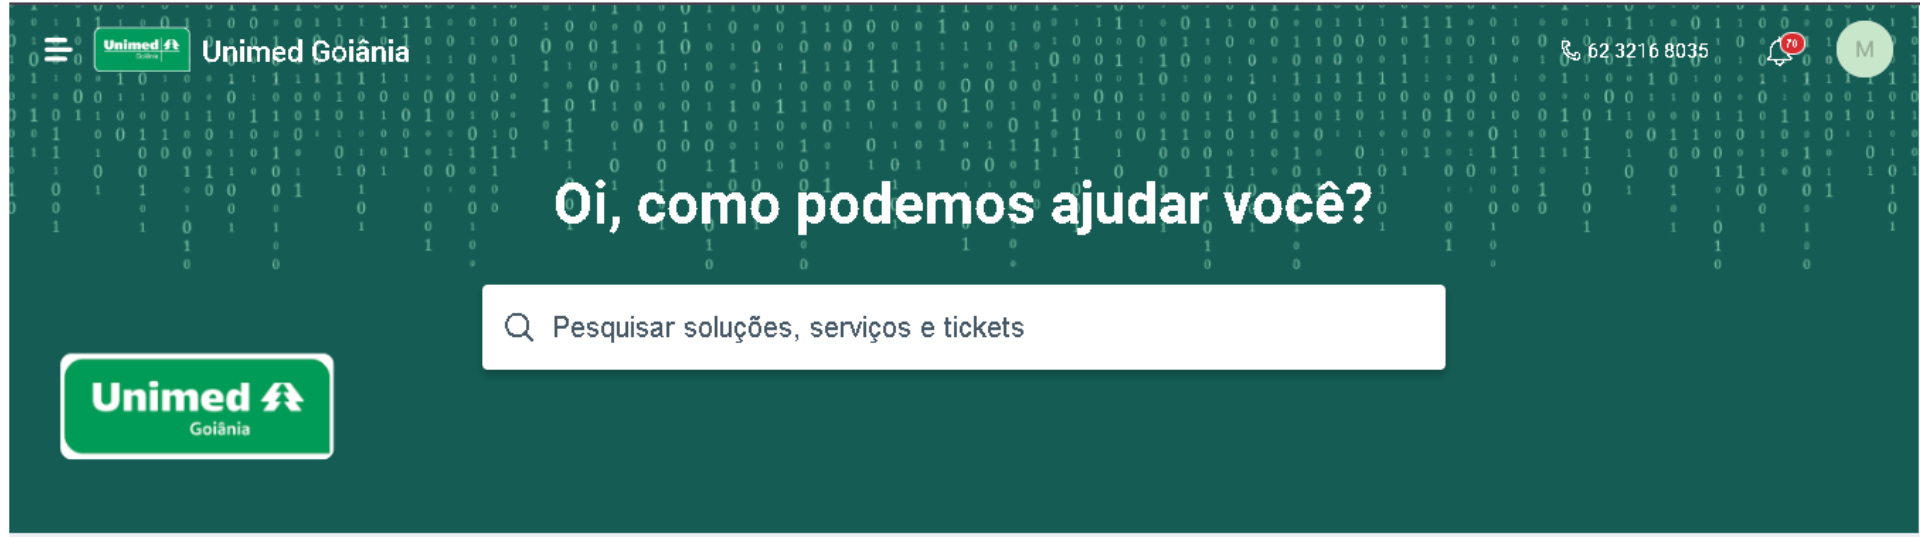 Unimed
Goiânia
Unimed Goiânia
62 3216 8035
70
M
Oi, como podemos ajudar você?
Pesquisar soluções, serviços e tickets
Unimed
Goiânia